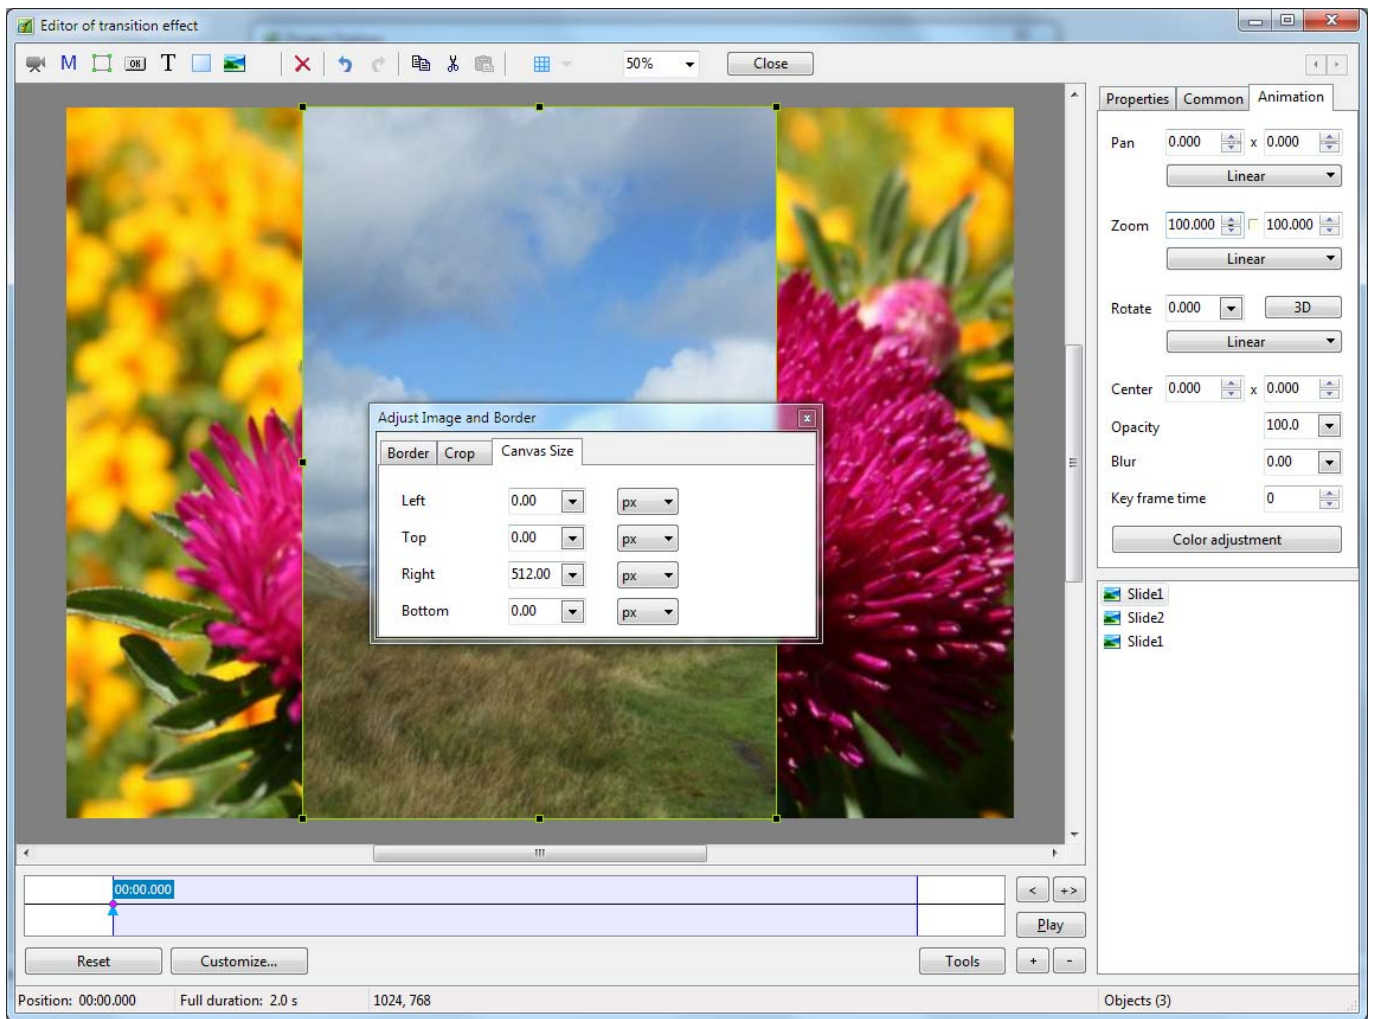 Editor of transition effect
M OK T 50% Close
Properties Common Animation
Pan 0.000 x 0.000
Linear
Zoom 100.000 100.000
Linear
Rotate 0.000 3D
Linear
Center 0.000 x 0.000
Opacity 100.0
Blur 0.00
Key frame time 0
Color adjustment
Adjust Image and Border x
Border Crop Canvas Size
Left 0.00 px
Top 0.00 px
Right 512.00 px
Bottom 0.00 px
Slide1
Slide2
Slide1
00:00.000
< +>
Play
Reset Customize... Tools + -
Position: 00:00.000 Full duration: 2.0 s 1024, 768 Objects (3)